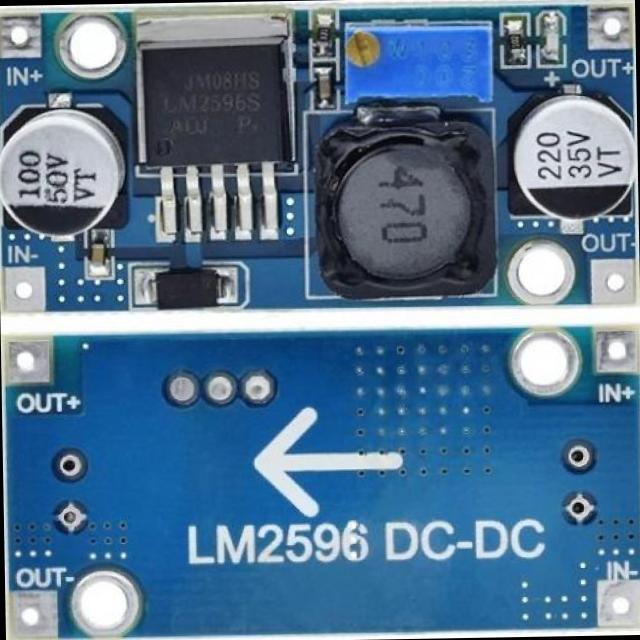 IN+
JM08HS
LM2596S
OUT+
+
100
50V
VT
470
220
35V
VT
IN-
OUT-
OUT+
IN+
LM2596 DC-DC
OUT-
IN-